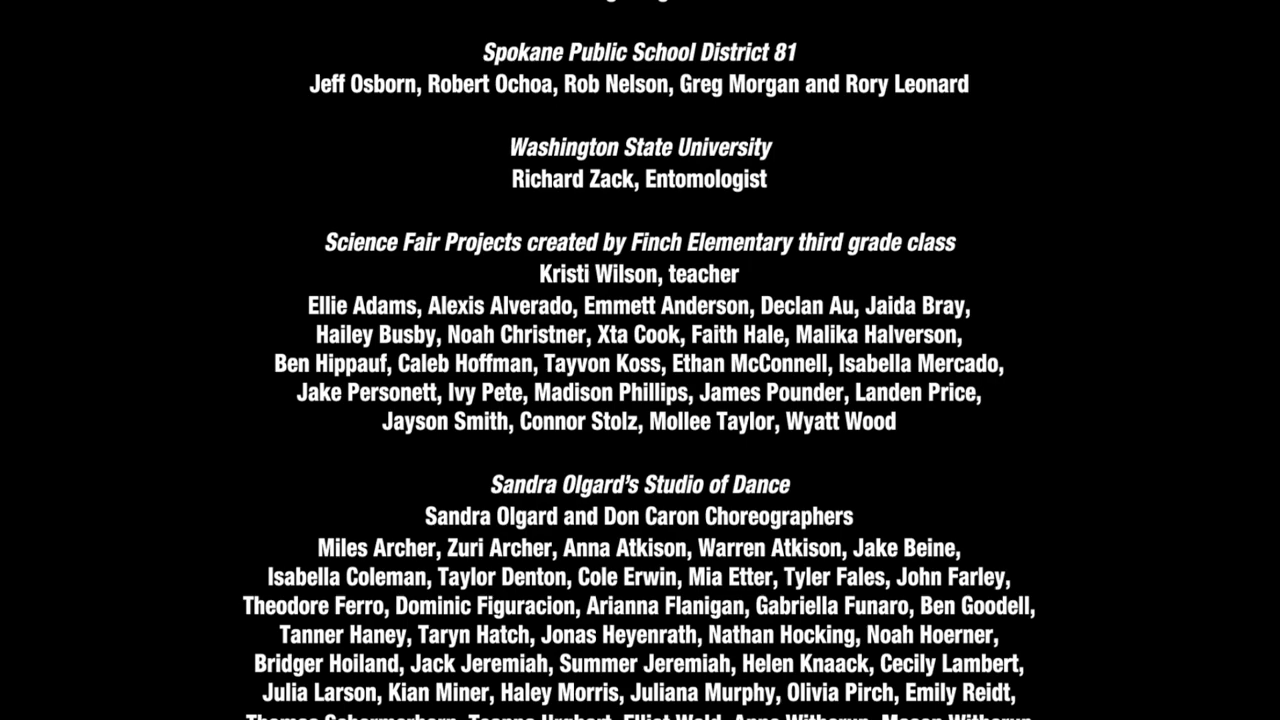 Spokane Public School District 81
Jeff Osborn, Robert Ochoa, Rob Nelson, Greg Morgan and Rory Leonard
Washington State University
Richard Zack, Entomologist
Science Fair Projects created by Finch Elementary third grade class
Kristi Wilson, teacher
Ellie Adams, Alexis Alverado, Emmett Anderson, Declan Au, Jaida Bray,
Hailey Busby, Noah Christner, Xta Cook, Faith Hale, Malika Halverson,
Ben Hippauf, Caleb Hoffman, Tayvon Koss, Ethan McConnell, Isabella Mercado,
Jake Personett, Ivy Pete, Madison Phillips, James Pounder, Landen Price,
Jayson Smith, Connor Stolz, Mollee Taylor, Wyatt Wood
Sandra Olgard's Studio of Dance
Sandra Olgard and Don Caron Choreographers
Miles Archer, Zuri Archer, Anna Atkison, Warren Atkison, Jake Beine,
Isabella Coleman, Taylor Denton, Cole Erwin, Mia Etter, Tyler Fales, John Farley,
Theodore Ferro, Dominic Figuracion, Arianna Flanigan, Gabriella Funaro, Ben Goodell,
Tanner Haney, Taryn Hatch, Jonas Heyenrath, Nathan Hocking, Noah Hoerner,
Bridger Hoiland, Jack Jeremiah, Summer Jeremiah, Helen Knaack, Cecily Lambert,
Julia Larson, Kian Miner, Haley Morris, Juliana Murphy, Olivia Pirch, Emily Reidt,